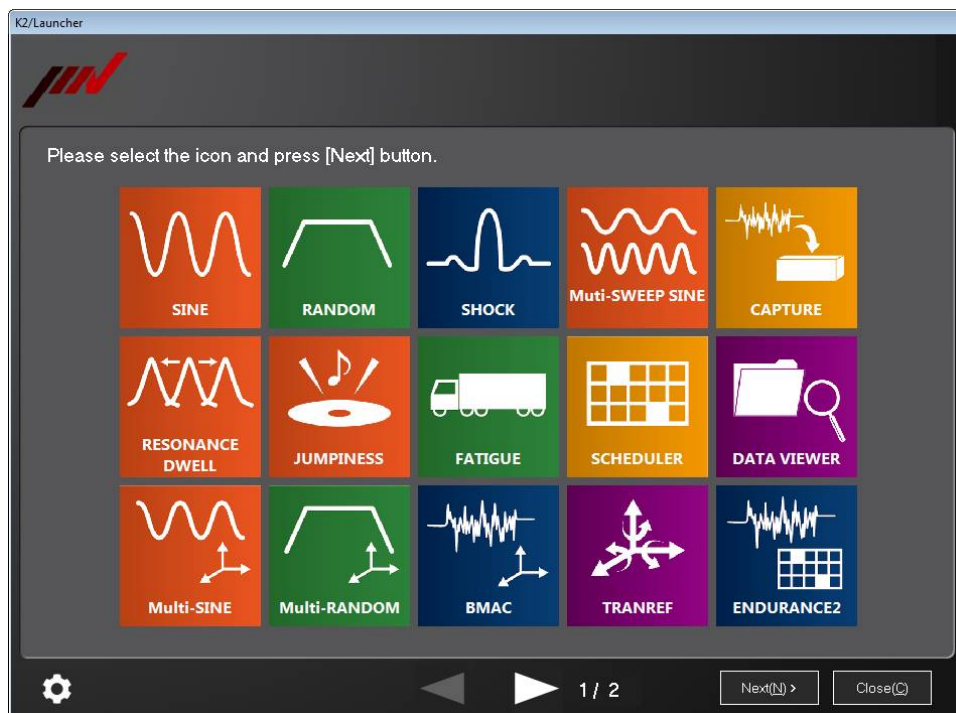 K2/Launcher
Please select the icon and press [Next] button.
SINE
RANDOM
SHOCK
Muti-SWEEP SINE
CAPTURE
RESONANCE
DWELL
JUMPINESS
FATIGUE
SCHEDULER
DATA VIEWER
Multi-SINE
Multi-RANDOM
BMAC
TRANREF
ENDURANCE2
1/ 2
Next(N) >
Close(C)